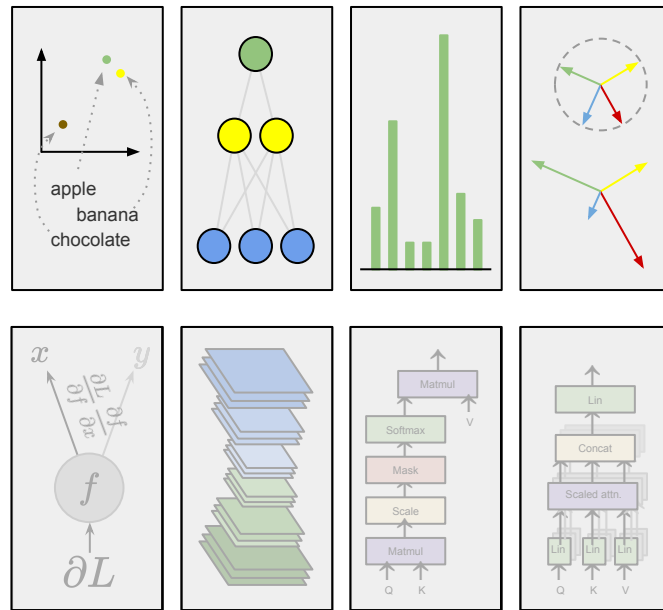 apple
banana
chocolate
x
y
∂L/∂f ∂f/∂x
f
∂L
Matmul
V
Softmax
Mask
Scale
Matmul
Q K
Lin
Concat
Scaled attn.
Lin Lin Lin
Q K V